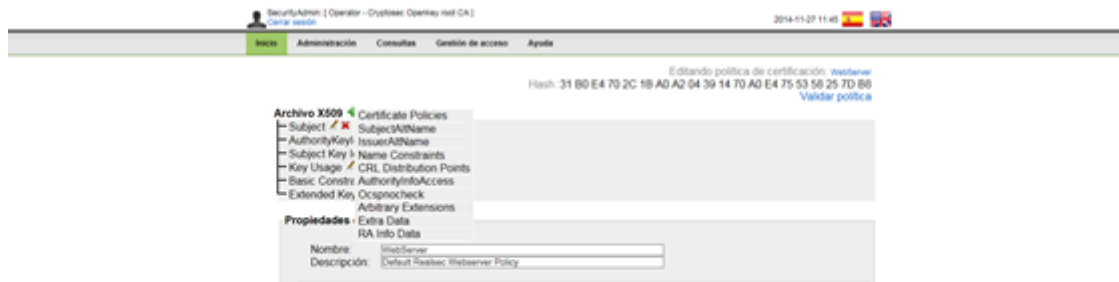 SecurityAdmin: [ Operator - Cryptosec Openkey root CA ]
Cerrar sesión
2014-11-27 11:45
Inicio Administración Consultas Gestión de acceso Ayuda
Editando política de certificación: WebServer
Hash: 31 B0 E4 70 2C 1B A0 A2 04 39 14 70 A0 E4 75 53 58 25 7D B8
Validar política
Archivo X509
Subject
AuthorityKeyI
Subject Key I
Key Usage
Basic Constra
Extended Key
Certificate Policies
SubjectAltName
IssuerAltName
Name Constraints
CRL Distribution Points
AuthorityInfoAccess
Ocspnocheck
Arbitrary Extensions
Extra Data
RA Info Data
Propiedades
Nombre: WebServer
Descripción: Default Realsec Webserver Policy